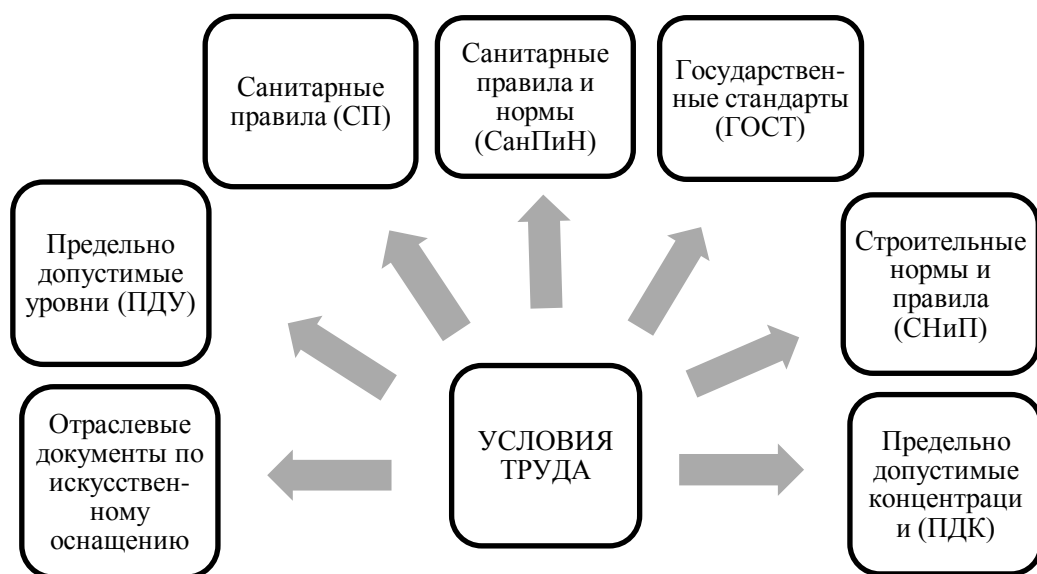 Санитарные
правила (СП)
Санитарные
правила и
нормы
(СанПиН)
Государствен-
ные стандарты
(ГОСТ)
Предельно
допустимые
уровни (ПДУ)
Строительные
нормы и
правила
(СНиП)
Отраслевые
документы по
искусствен-
ному
оснащению
УСЛОВИЯ
ТРУДА
Предельно
допустимые
концентраци
и (ПДК)